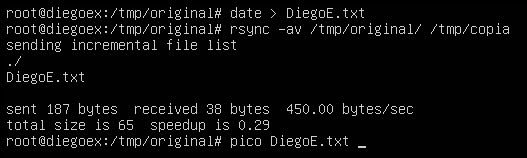 root@diegoex:/tmp/original# date > DiegoE.txt
root@diegoex:/tmp/original# rsync -av /tmp/original/ /tmp/copia
sending incremental file list
./
DiegoE.txt

sent 187 bytes  received 38 bytes  450.00 bytes/sec
total size is 65  speedup is 0.29
root@diegoex:/tmp/original# pico DiegoE.txt _